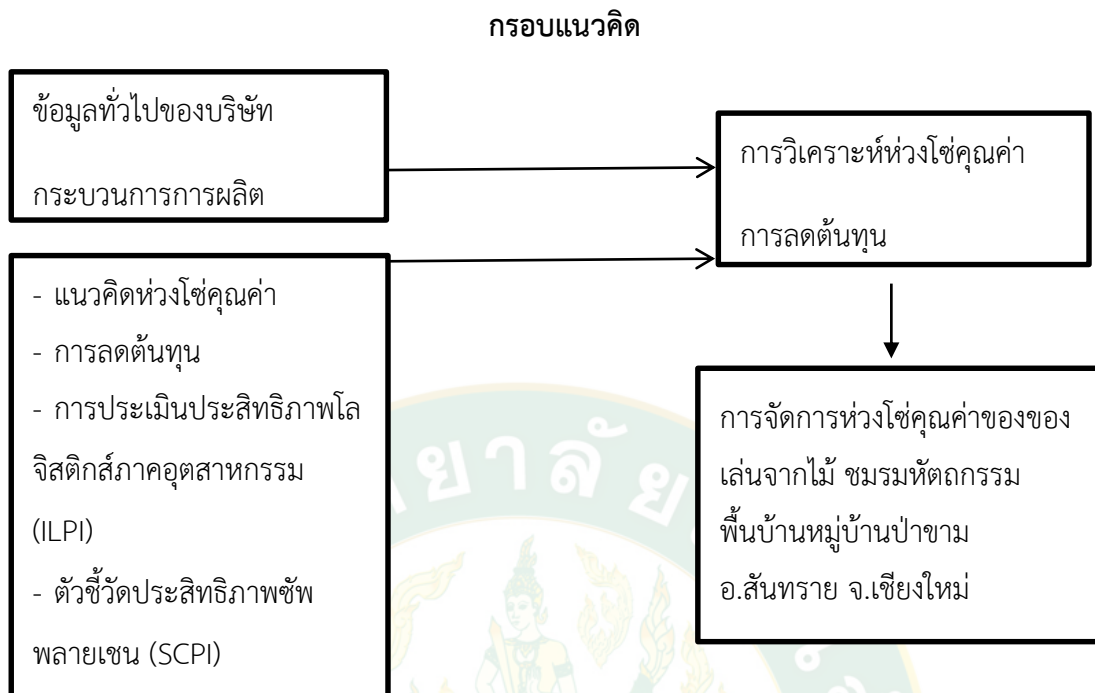 กรอบแนวคิด
ข้อมูลทั่วไปของบริษัท
กระบวนการการผลิต
- แนวคิดห่วงโซ่คุณค่า
- การลดต้นทุน
- การประเมินประสิทธิภาพโล
จิสติกส์ภาคอุตสาหกรรม
(ILPI)
- ตัวชี้วัดประสิทธิภาพซัพ
พลายเชน (SCPI)
การวิเคราะห์ห่วงโซ่คุณค่า
การลดต้นทุน
การจัดการห่วงโซ่คุณค่าของของ
เล่นจากไม้ ชมรมหัตถกรรม
พื้นบ้านหมู่บ้านป่าขาม
อ.สันทราย จ.เชียงใหม่